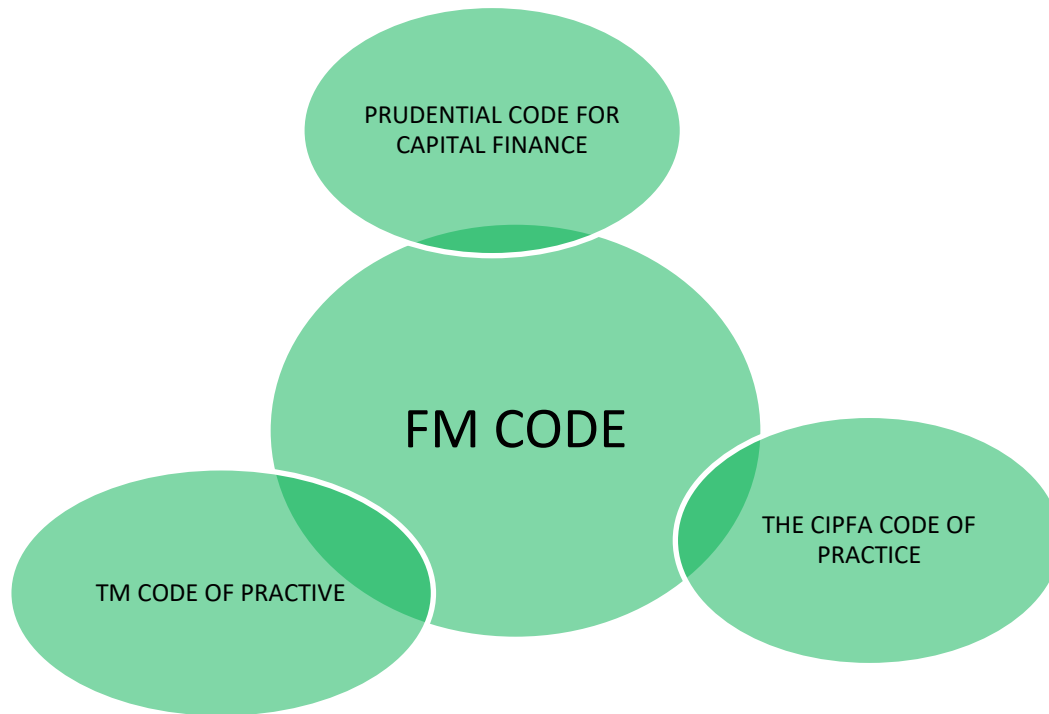 PRUDENTIAL CODE FOR
CAPITAL FINANCE
FM CODE
THE CIPFA CODE OF
PRACTICE
TM CODE OF PRACTIVE